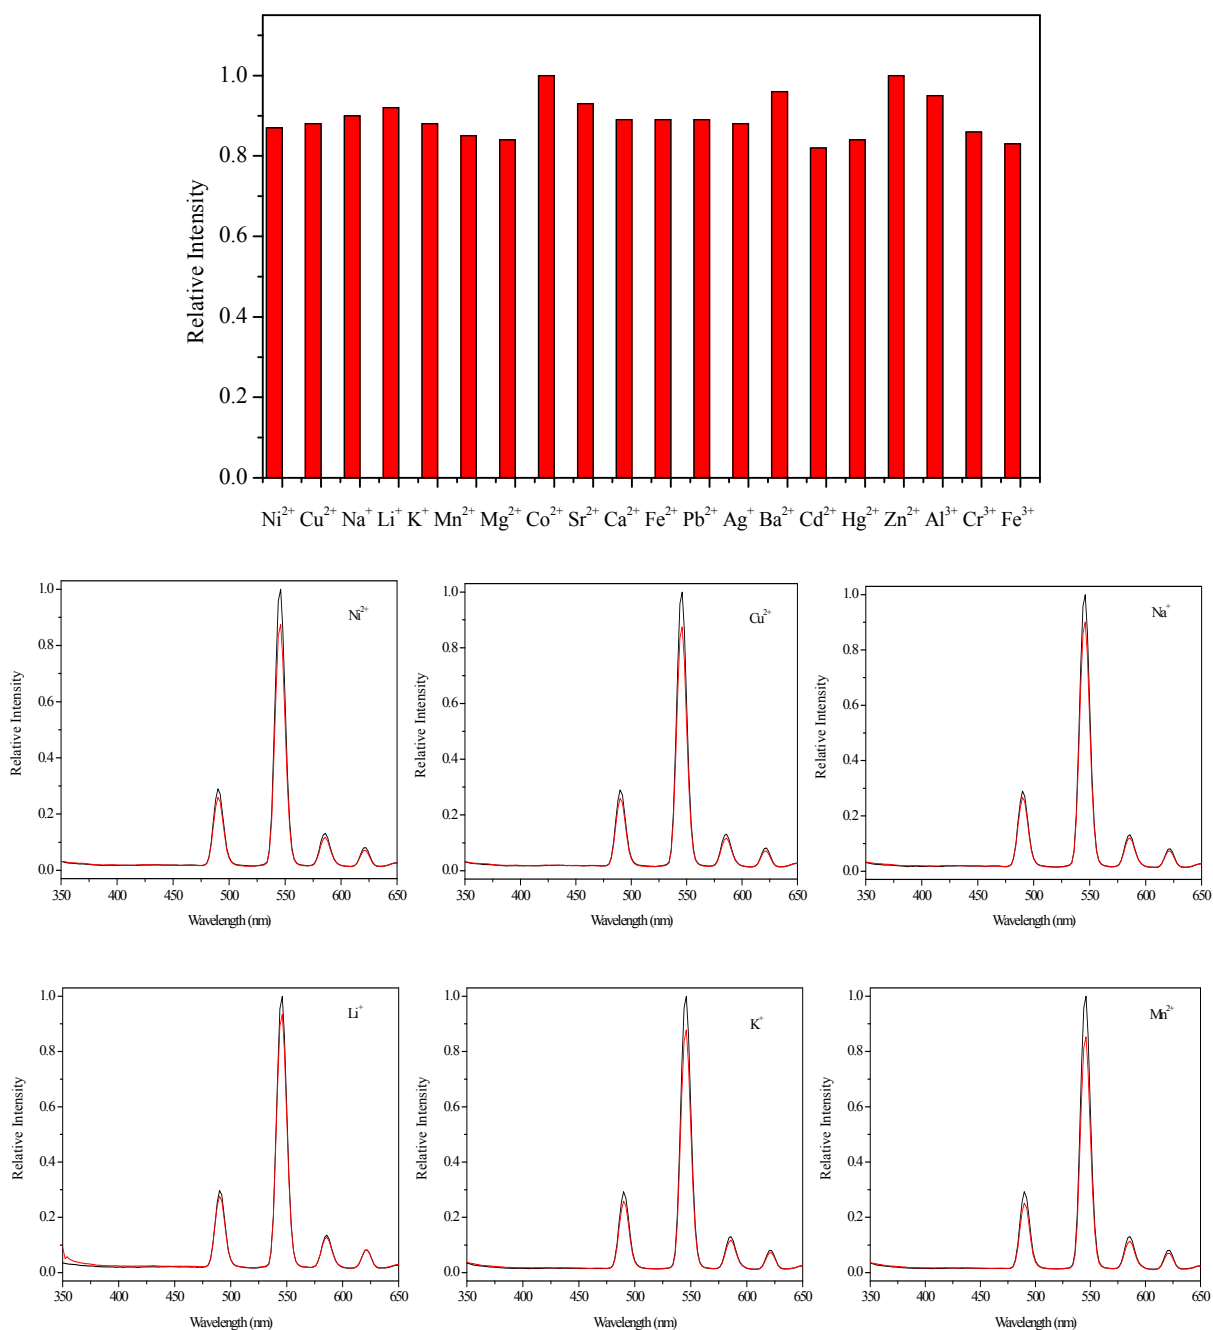 1.0
0.8
0.6
0.4
0.2
0.0
Relative Intensity
Ni²⁺ Cu²⁺ Na⁺ Li⁺ K⁺ Mn²⁺ Mg²⁺ Co²⁺ Sr²⁺ Ca²⁺ Fe²⁺ Pb²⁺ Ag⁺ Ba²⁺ Cd²⁺ Hg²⁺ Zn²⁺ Al³⁺ Cr³⁺ Fe³⁺
1.0
0.8
0.6
0.4
0.2
0.0
Relative Intensity
Ni²⁺
350 400 450 500 550 600 650
Wavelength (nm)
1.0
0.8
0.6
0.4
0.2
0.0
Relative Intensity
Cu²⁺
350 400 450 500 550 600 650
Wavelength (nm)
1.0
0.8
0.6
0.4
0.2
0.0
Relative Intensity
Na⁺
350 400 450 500 550 600 650
Wavelength (nm)
1.0
0.8
0.6
0.4
0.2
0.0
Relative Intensity
Li⁺
350 400 450 500 550 600 650
Wavelength (nm)
1.0
0.8
0.6
0.4
0.2
0.0
Relative Intensity
K⁺
350 400 450 500 550 600 650
Wavelength (nm)
1.0
0.8
0.6
0.4
0.2
0.0
Relative Intensity
Mn²⁺
350 400 450 500 550 600 650
Wavelength (nm)